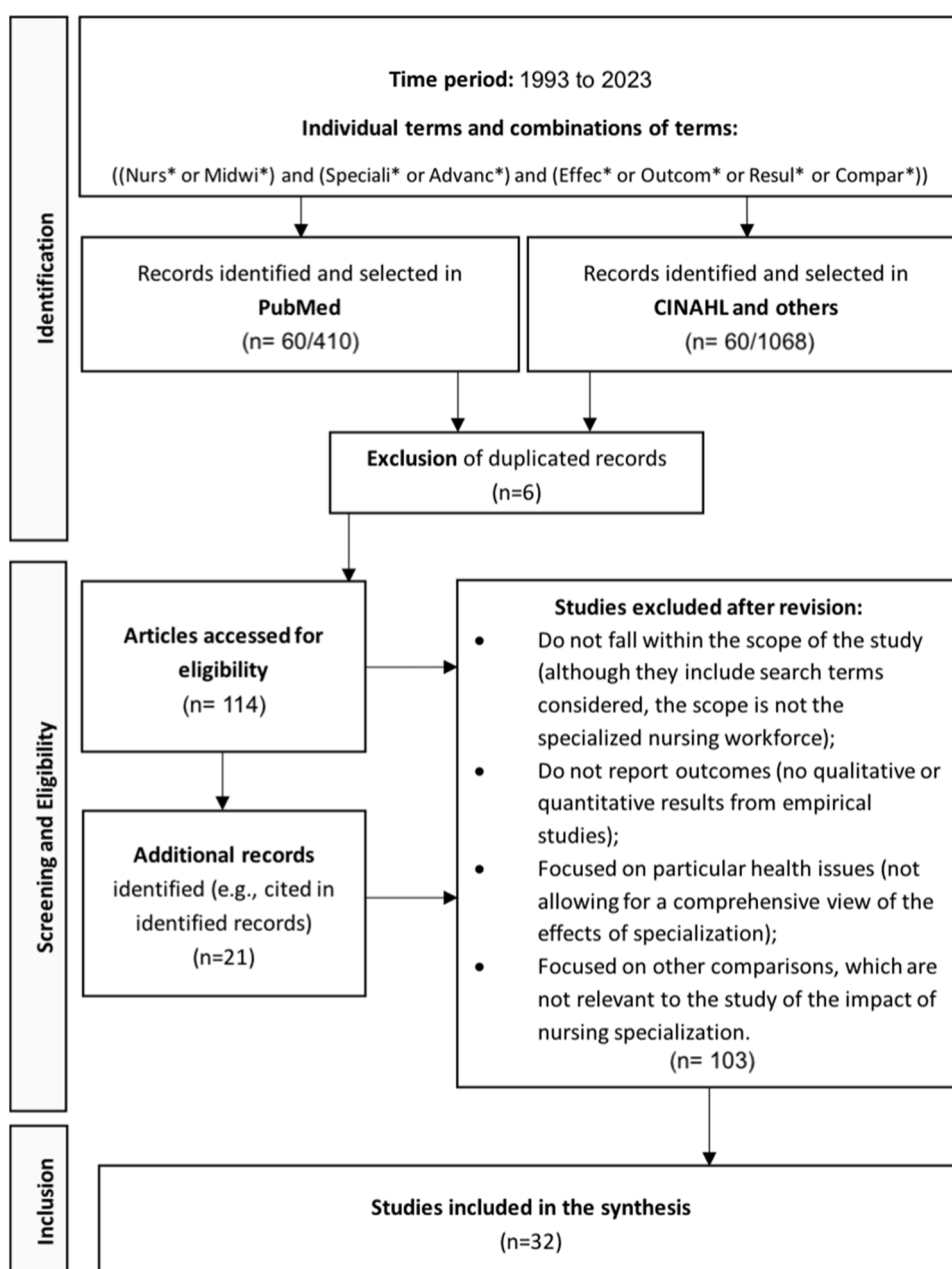 Identification
Time period: 1993 to 2023
Individual terms and combinations of terms:
((Nurs* or Midwi*) and (Speciali* or Advanc*) and (Effec* or Outcom* or Resul* or Compar*))
Records identified and selected in
PubMed
(n= 60/410)
Records identified and selected in
CINAHL and others
(n= 60/1068)
Exclusion of duplicated records
(n=6)
Screening and Eligibility
Articles accessed for
eligibility
(n= 114)
Additional records
identified (e.g., cited in
identified records)
(n=21)
Studies excluded after revision:
• Do not fall within the scope of the study
(although they include search terms
considered, the scope is not the
specialized nursing workforce);
• Do not report outcomes (no qualitative or
quantitative results from empirical
studies);
• Focused on particular health issues (not
allowing for a comprehensive view of the
effects of specialization);
• Focused on other comparisons, which are
not relevant to the study of the impact of
nursing specialization.
(n= 103)
Inclusion
Studies included in the synthesis
(n=32)